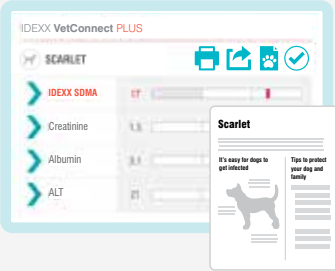 IDEXX VetConnect PLUS
SCARLET
IDEXX SDMA 17
Creatinine 1.3
Albumin 3.1
ALT 21
Scarlet
It's easy for dogs to
get infected
Tips to protect
your dog and
family